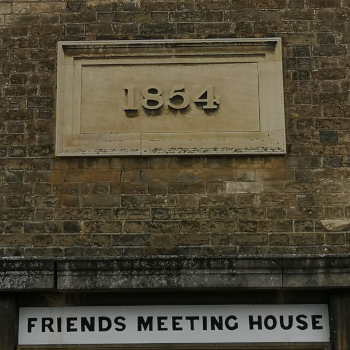 1854
FRIENDS MEETING HOUSE